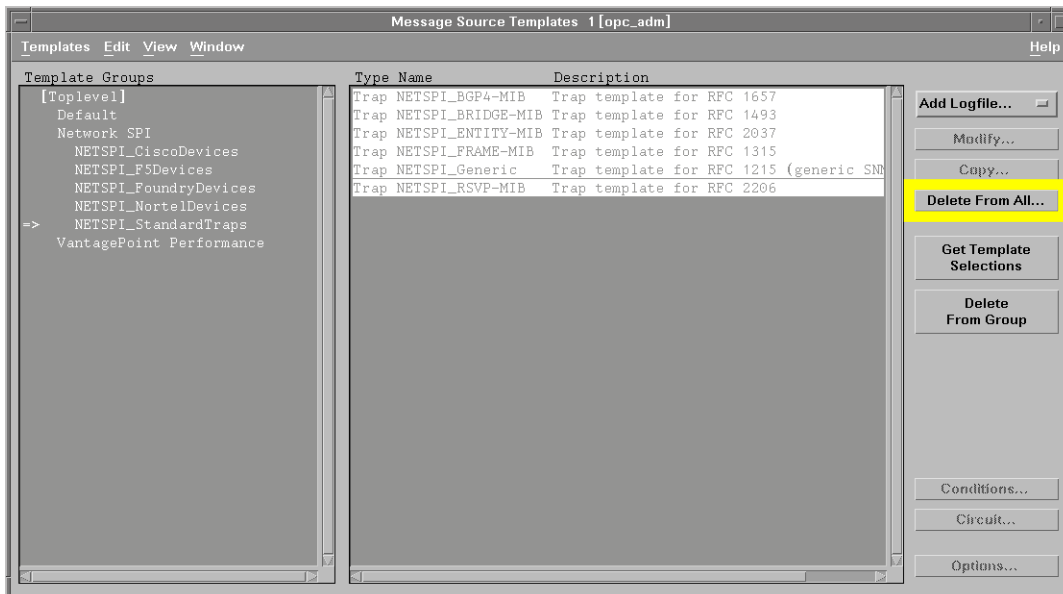 Message Source Templates 1 [opc_adm]
Templates Edit View Window Help
Template Groups
[Toplevel]
Default
Network SPI
NETSPI_CiscoDevices
NETSPI_F5Devices
NETSPI_FoundryDevices
NETSPI_NortelDevices
=> NETSPI_StandardTraps
VantagePoint Performance
Type Name Description
Trap NETSPI_BGP4-MIB Trap template for RFC 1657
Trap NETSPI_BRIDGE-MIB Trap template for RFC 1493
Trap NETSPI_ENTITY-MIB Trap template for RFC 2037
Trap NETSPI_FRAME-MIB Trap template for RFC 1315
Trap NETSPI_Generic Trap template for RFC 1215 (generic SNM
Trap NETSPI_RSVP-MIB Trap template for RFC 2206
Add Logfile...
Modify...
Copy...
Delete From All...
Get Template
Selections
Delete
From Group
Conditions...
Circuit...
Options...